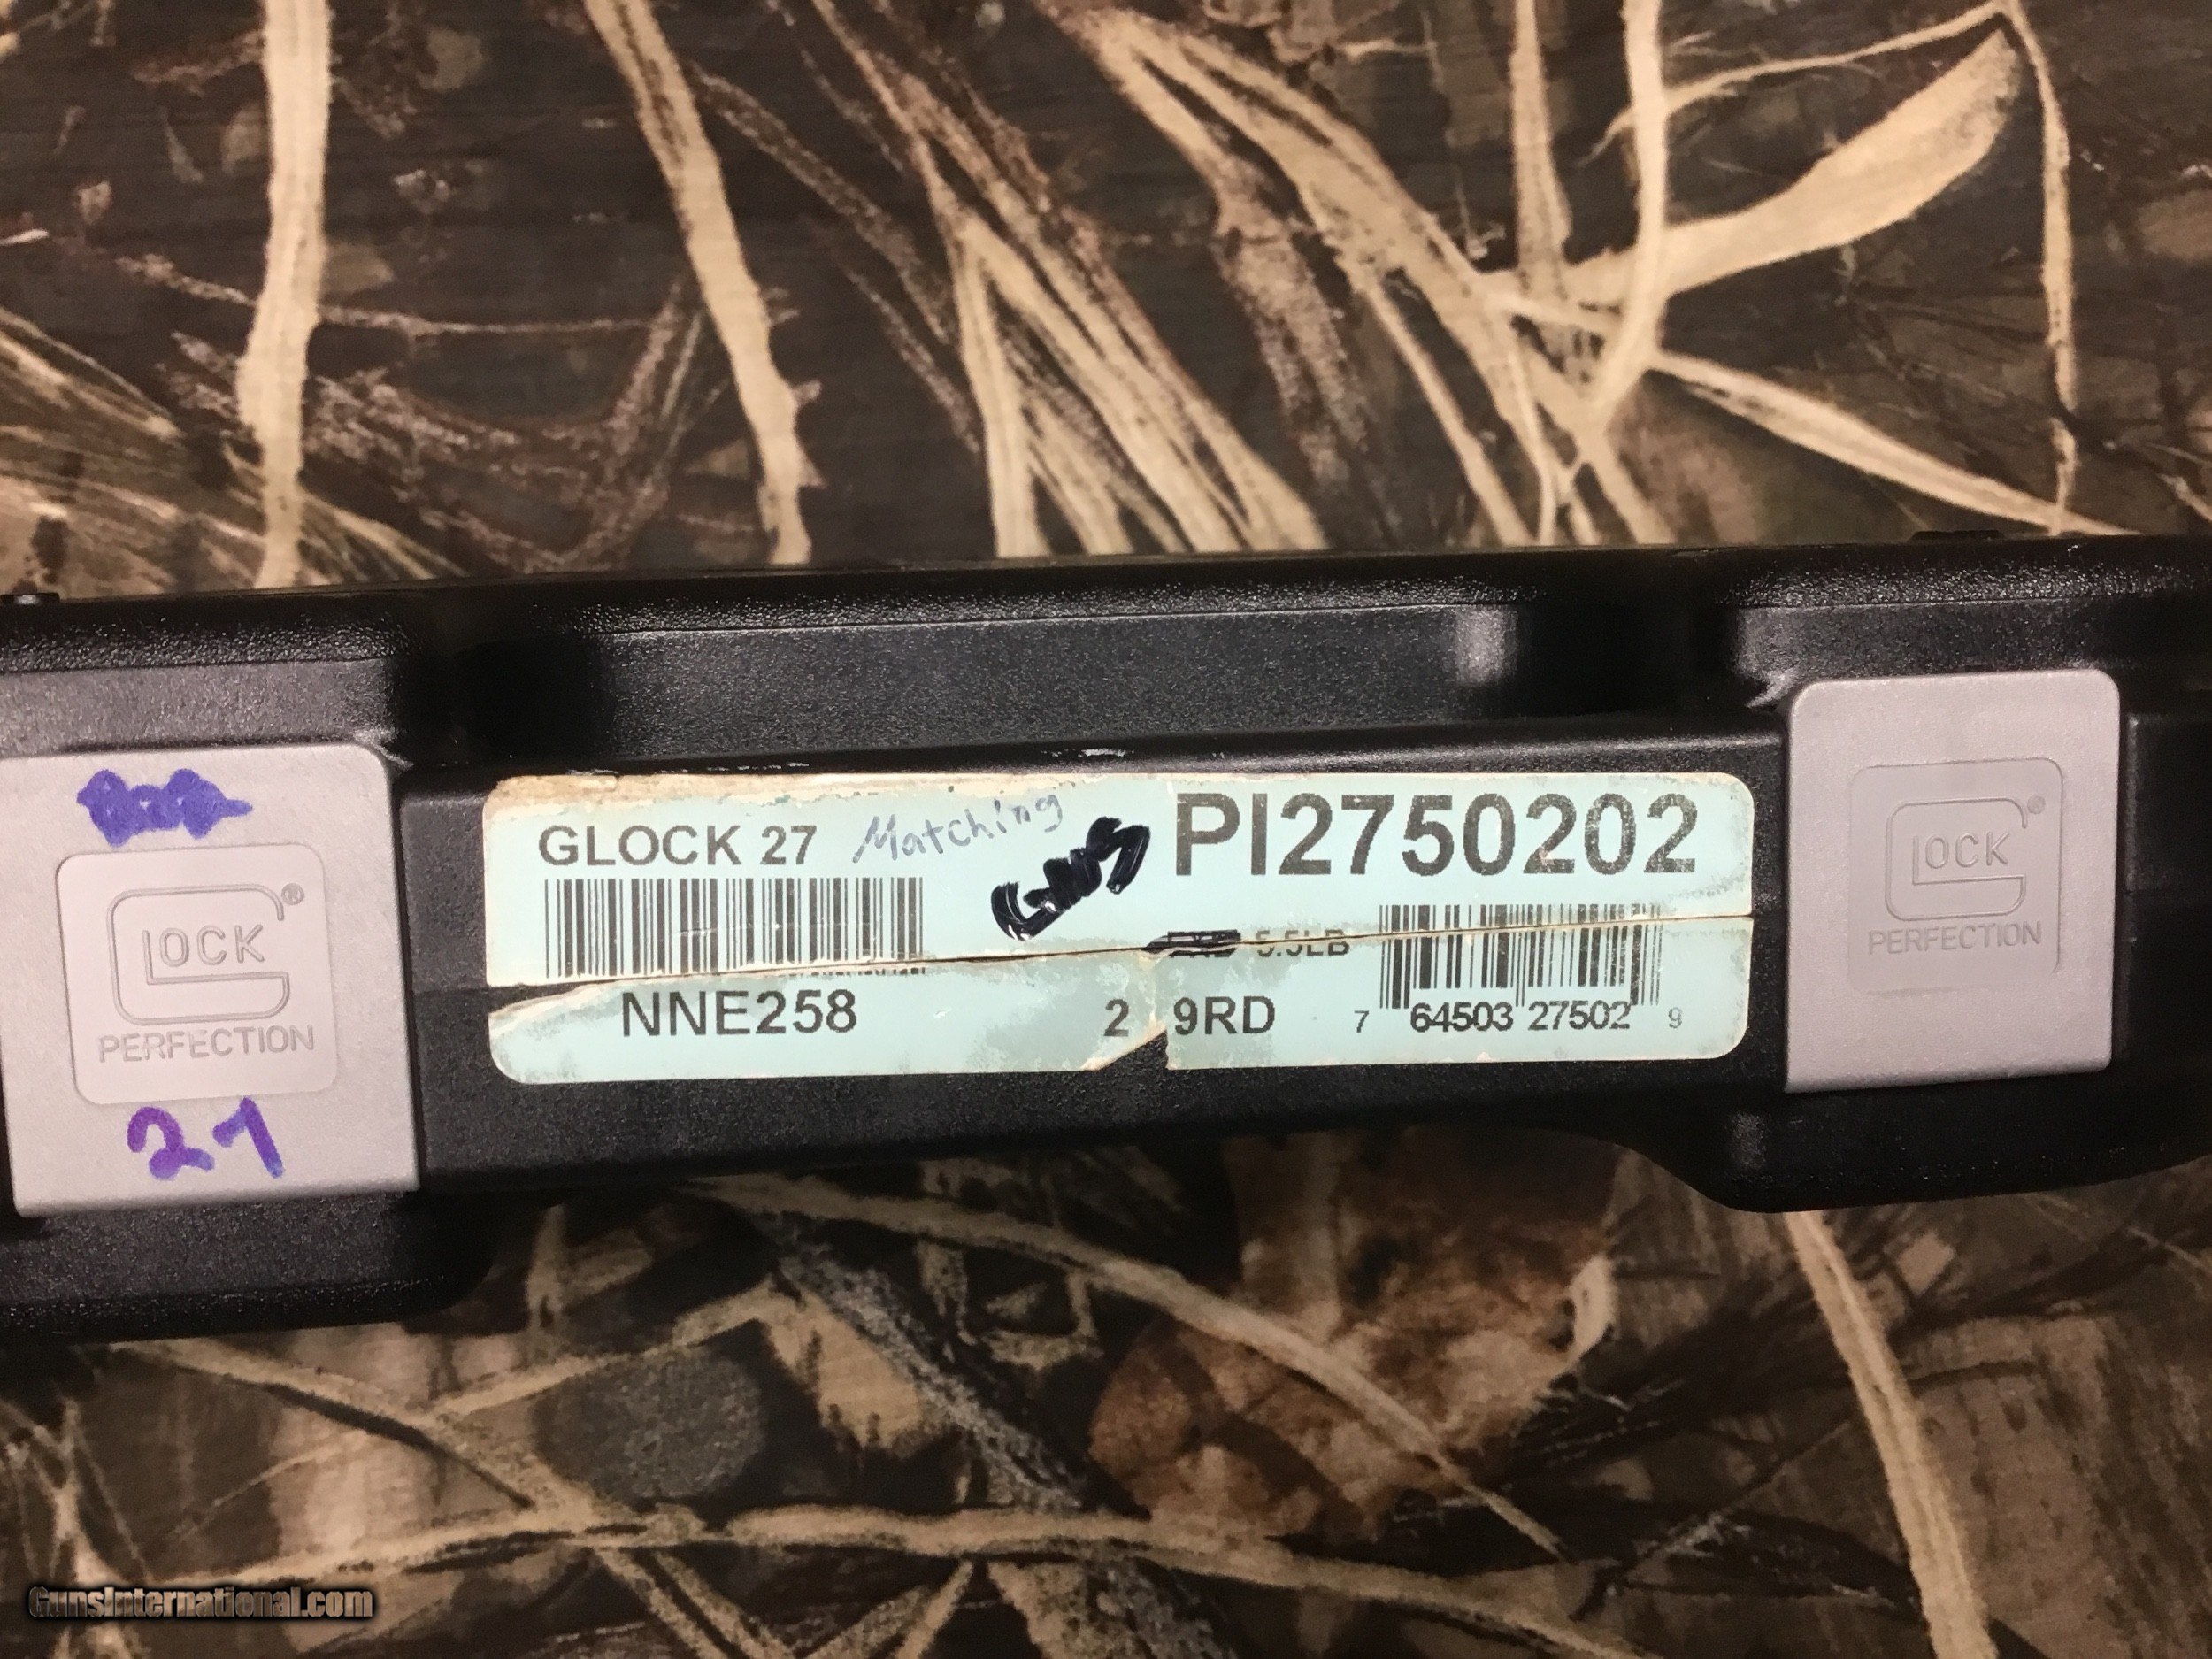 GLOCK 27 Matching PI2750202
5.5LB
NNE258 2 9RD 7 64503 27502 9
GLOCK ®
PERFECTION
27
GLOCK ®
PERFECTION
GunsInternational.com